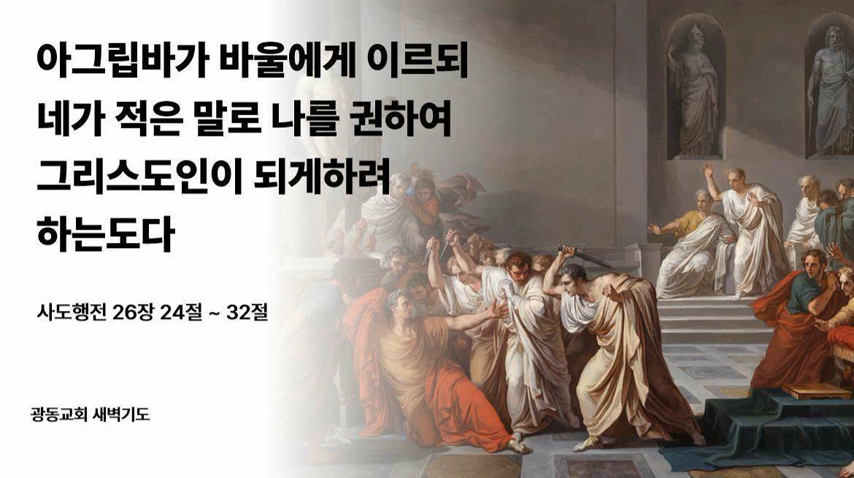 아그립바가 바울에게 이르되
네가 적은 말로 나를 권하여
그리스도인이 되게하려
하는도다
사도행전 26장 24절 ~ 32절
광동교회 새벽기도